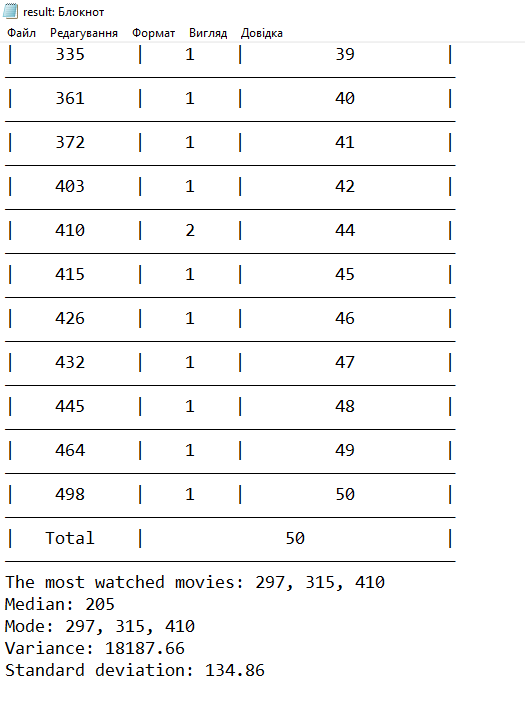 result: Блокнот
Файл Редагування Формат Вигляд Довідка
| 335 | 1 | 39 |
| 361 | 1 | 40 |
| 372 | 1 | 41 |
| 403 | 1 | 42 |
| 410 | 2 | 44 |
| 415 | 1 | 45 |
| 426 | 1 | 46 |
| 432 | 1 | 47 |
| 445 | 1 | 48 |
| 464 | 1 | 49 |
| 498 | 1 | 50 |
| Total | 50 |
The most watched movies: 297, 315, 410
Median: 205
Mode: 297, 315, 410
Variance: 18187.66
Standard deviation: 134.86